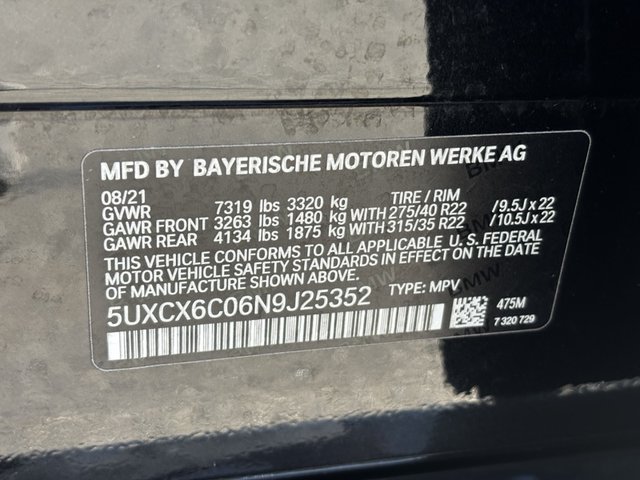 MFD BY BAYERISCHE MOTOREN WERKE AG
08/21 TIRE / RIM
GVWR 7319 lbs 3320 kg
GAWR FRONT 3263 lbs 1480 kg WITH 275/40 R22 / 9.5J x 22
GAWR REAR 4134 lbs 1875 kg WITH 315/35 R22 / 10.5J x 22
THIS VEHICLE CONFORMS TO ALL APPLICABLE U. S. FEDERAL
MOTOR VEHICLE SAFETY STANDARDS IN EFFECT ON THE DATE
OF MANUFACTURE SHOWN ABOVE.
5UXCX6C06N9J25352 TYPE: MPV
475M
7 320 729
BMW
BMW